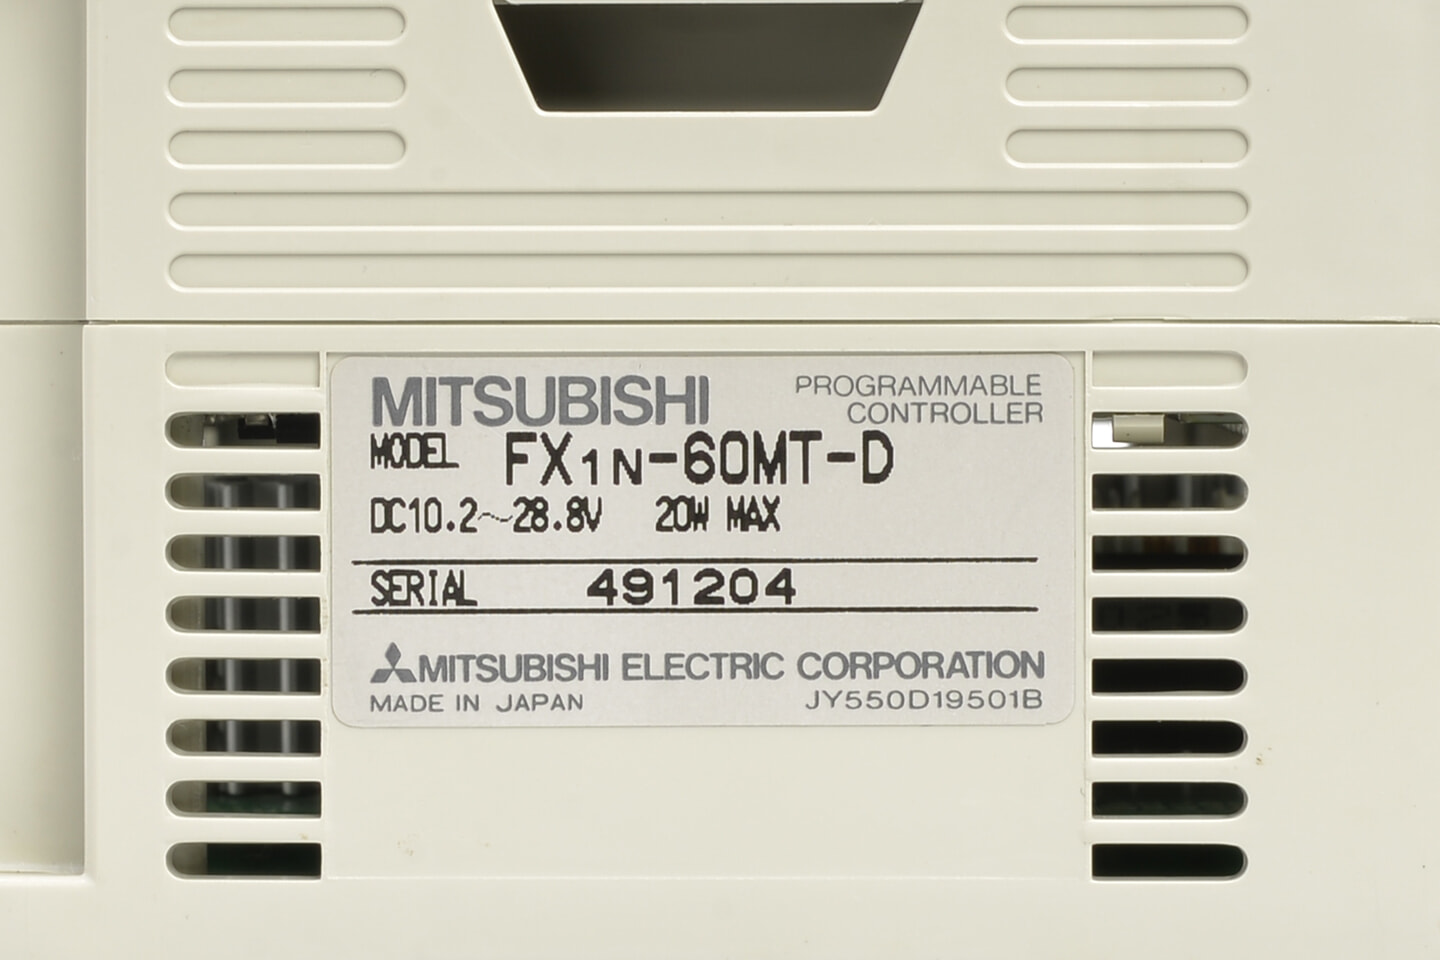 MITSUBISHI PROGRAMMABLE
CONTROLLER
MODEL FX1N-60MT-D
DC10.2~28.8V 20W MAX
SERIAL 491204
MITSUBISHI ELECTRIC CORPORATION
MADE IN JAPAN JY550D19501B